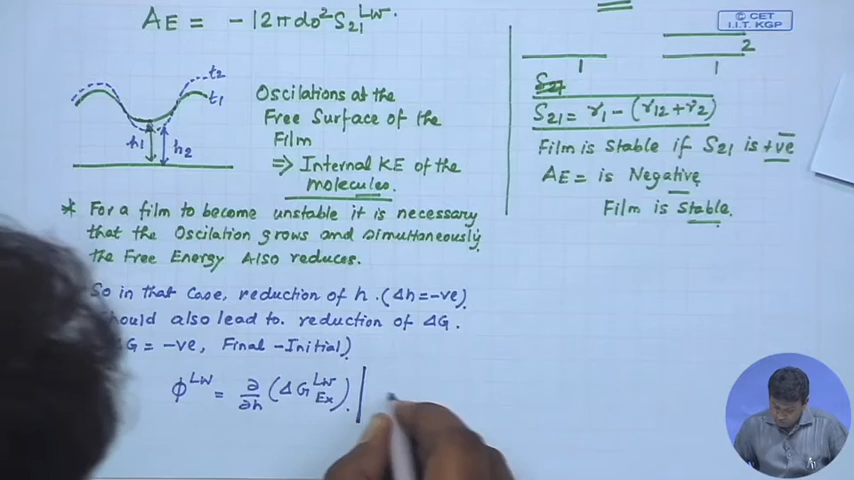 AE = -12πdo²S21^LW.
t2
t1
h1
h2
Oscilations at the
Free Surface of the
Film
⇒ Internal KE of the
molecules.
* For a film to become unstable it is necessary
that the Oscilation grows and simultaneously
the Free Energy Also reduces.
So in that Case, reduction of h. (Δh = -ve)
should also lead to. reduction of ΔG.
G = -ve, Final - Initial)
ϕ^LW = ∂/∂h (ΔG^LW_Ex).
© CET
I.I.T. KGP
1
2
1
S21 = γ1 - (γ12 + γ2)
Film is Stable if S21 is +ve
AE = is Negative
Film is Stable.